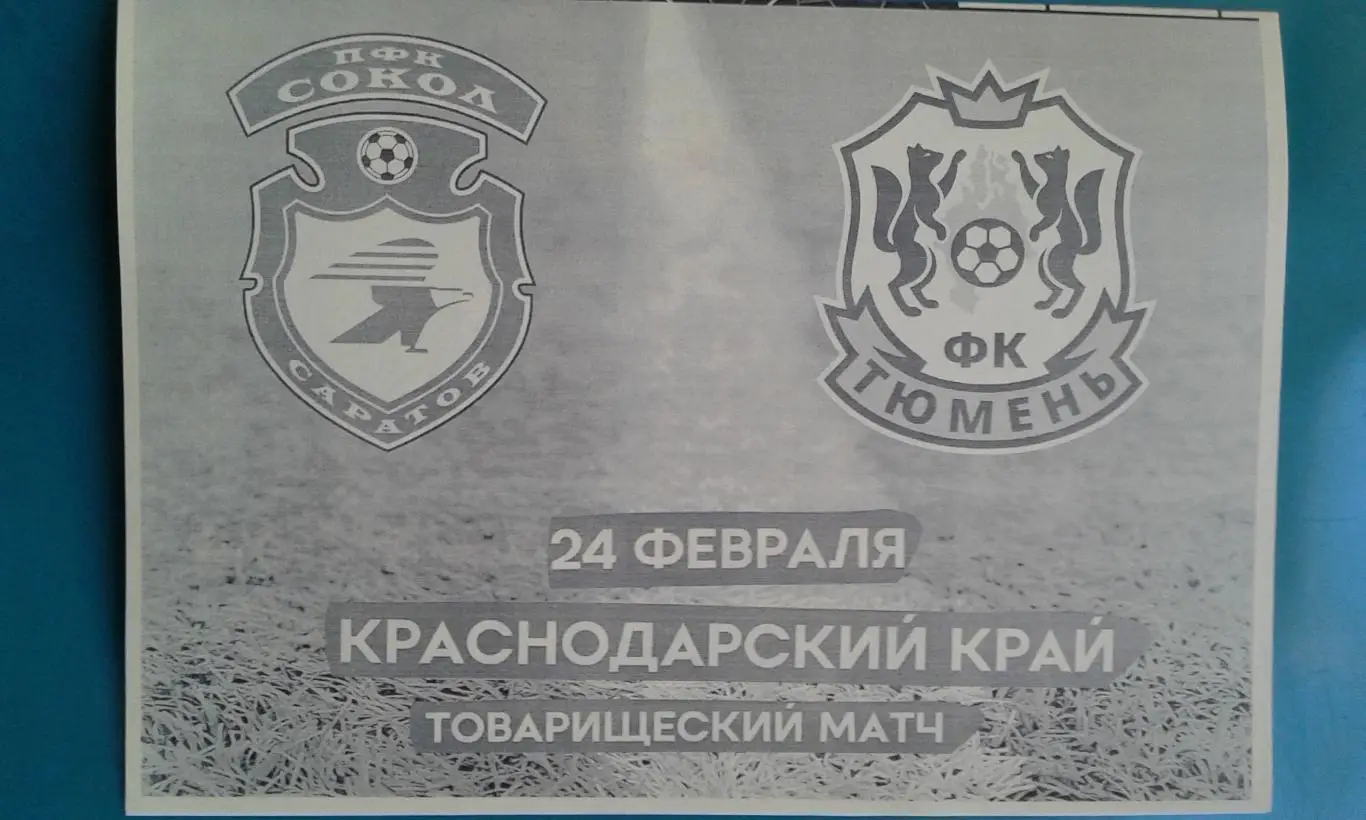 ПФК
СОКОЛ
САРАТОВ
ФК
ТЮМЕНЬ
24 ФЕВРАЛЯ
КРАСНОДАРСКИЙ КРАЙ
ТОВАРИЩЕСКИЙ МАТЧ